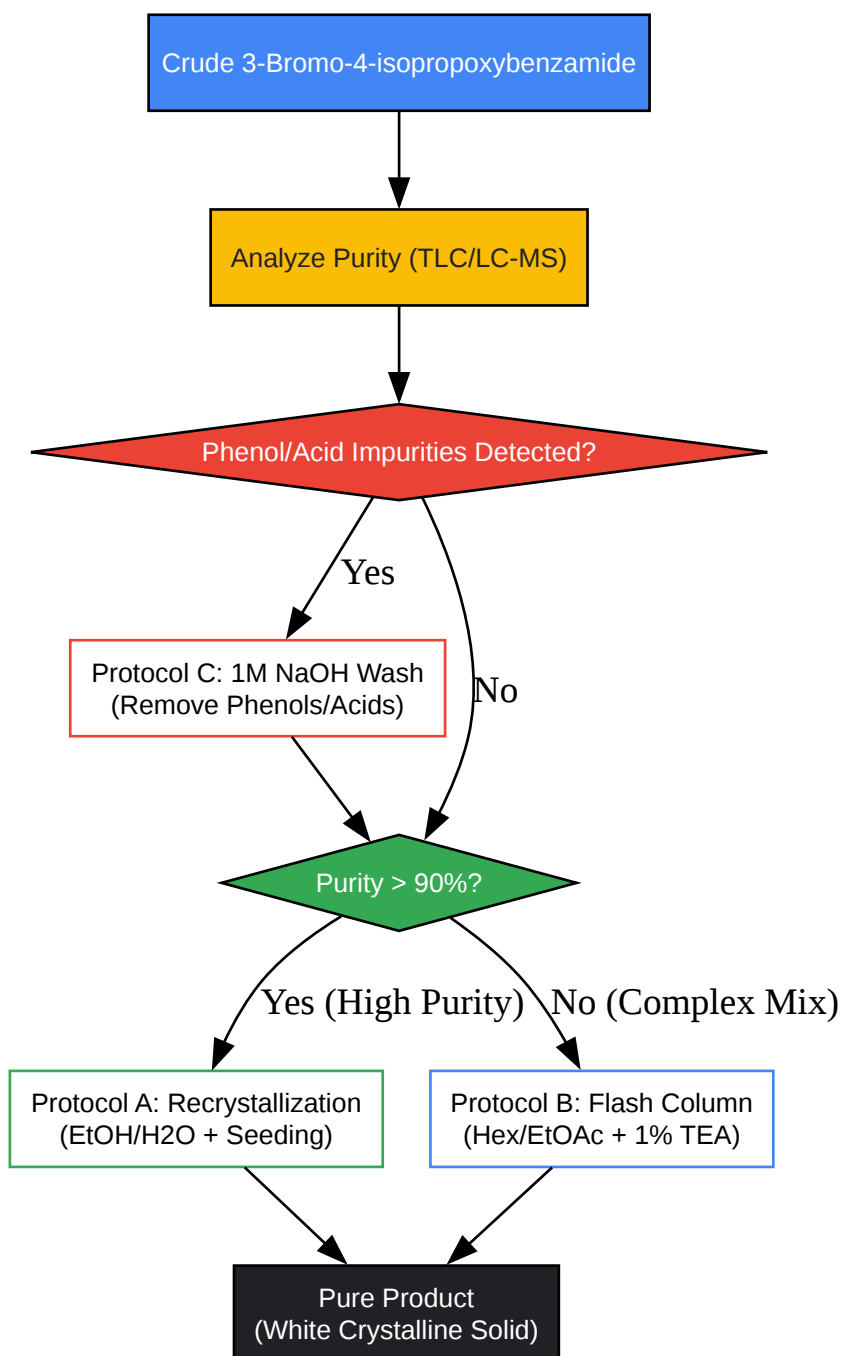 Crude 3-Bromo-4-isopropoxybenzamide
Analyze Purity (TLC/LC-MS)
Phenol/Acid Impurities Detected?
Yes
Protocol C: 1M NaOH Wash
(Remove Phenols/Acids)
No
Purity > 90%?
Yes (High Purity)
No (Complex Mix)
Protocol A: Recrystallization
(EtOH/H2O + Seeding)
Protocol B: Flash Column
(Hex/EtOAc + 1% TEA)
Pure Product
(White Crystalline Solid)